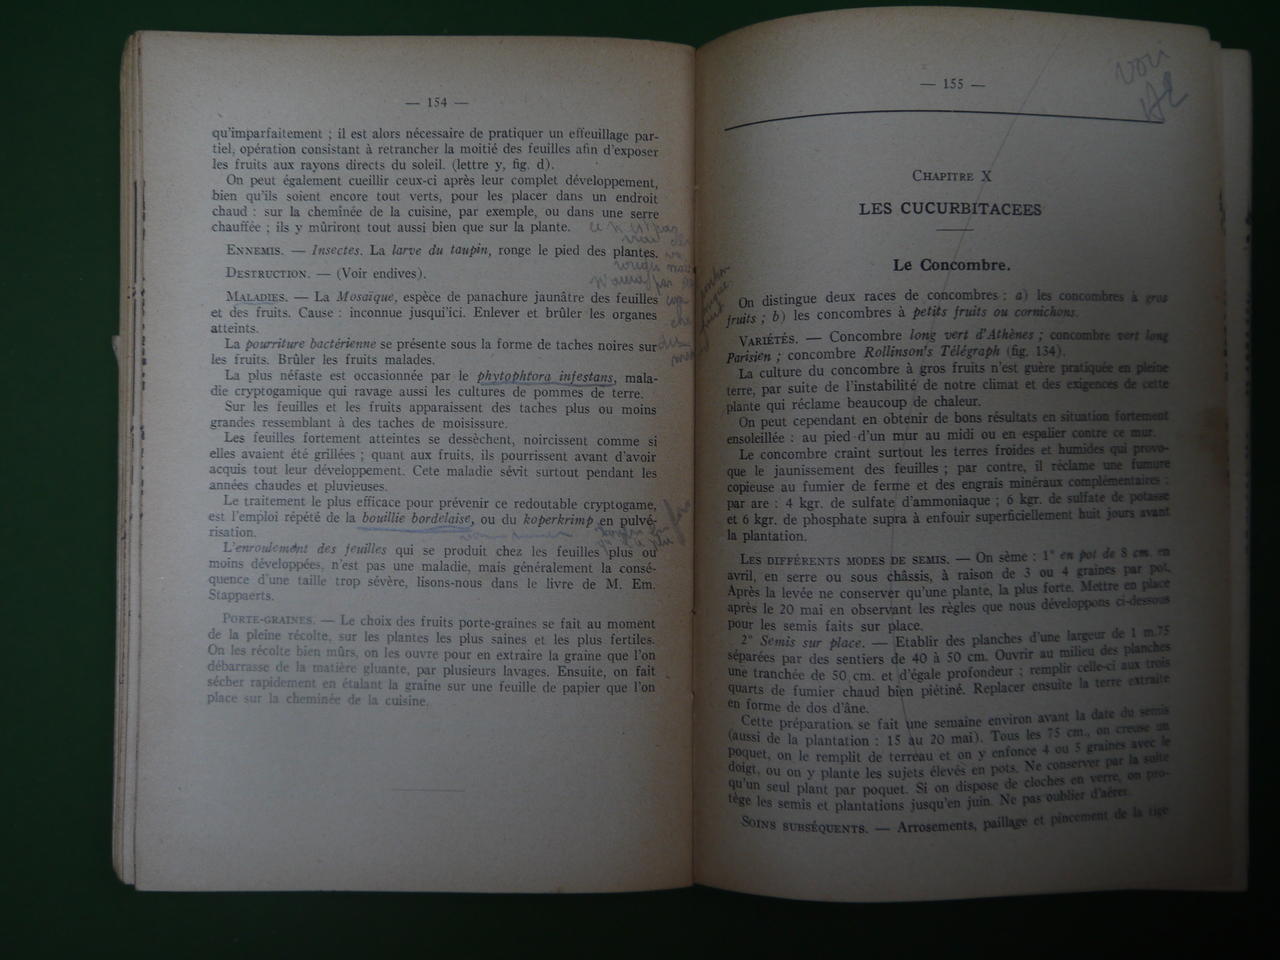 — 154 —
qu'imparfaitement ; il est alors nécessaire de pratiquer un effeuillage par-
tiel, opération consistant à retrancher la moitié des feuilles afin d'exposer
les fruits aux rayons directs du soleil. (lettre y, fig. d).
On peut également cueillir ceux-ci après leur complet développement,
bien qu'ils soient encore tout verts, pour les placer dans un endroit
chaud : sur la cheminée de la cuisine, par exemple, ou dans une serre
chauffée ; ils y mûriront tout aussi bien que sur la plante.
ce n'est pas
ENNEMIS. — Insectes. La larve du taupin, ronge le pied des plantes.
DESTRUCTION. — (Voir endives).
MALADIES. — La Mosaïque, espèce de panachure jaunâtre des feuilles
et des fruits. Cause : inconnue jusqu'ici. Enlever et brûler les organes
atteints.
La pourriture bactérienne se présente sous la forme de taches noires sur
les fruits. Brûler les fruits malades.
La plus néfaste est occasionnée par le phytophtora infestans, mala-
die cryptogamique qui ravage aussi les cultures de pommes de terre.
Sur les feuilles et les fruits apparaissent des taches plus ou moins
grandes ressemblant à des taches de moisissure.
Les feuilles fortement atteintes se dessèchent, noircissent comme si
elles avaient été grillées ; quant aux fruits, ils pourrissent avant d'avoir
acquis tout leur développement. Cete maladie sévit surtout pendant les
années chaudes et pluvieuses.
Le traitement le plus efficace pour prévenir ce redoutable cryptogame,
est l'emploi répété de la bouillie bordelaise, ou du koperkrimp en pulvé-
risation.
L'enroulement des feuilles qui se produit chez les feuilles plus ou
moins développées, n'est pas une maladie, mais généralement la consé-
quence d'une taille trop sévère, lisons-nous dans le livre de M. Em.
Stappaerts.
PORTE-GRAINES. — Le choix des fruits porte-graines se fait au moment
de la pleine récolte, sur les plantes les plus saines et les plus fertiles.
On les récolte bien mûrs, on les ouvre pour en extraire la graine que l'on
débarrasse de la matière gluante, par plusieurs lavages. Ensuite, on fait
sécher rapidement en étalant la graine sur une feuille de papier que l'on
place sur la cheminée de la cuisine.
— 155 —
voir
CHAPITRE X
LES CUCURBITACEES
Le Concombre.
On distingue deux races de concombres : a) les concombres à gros
fruits ; b) les concombres à petits fruits ou cornichons.
VARIÉTÉS. — Concombre long vert d'Athènes ; concombre vert long
Parisien ; concombre Rollinson's Télégraph (fig. 134).
La culture du concombre à gros fruits n'est guère pratiquée en pleine
terre, par suite de l'instabilité de notre climat et des exigences de cette
plante qui réclame beaucoup de chaleur.
On peut cependant en obtenir de bons résultats en situation fortement
ensoleillée : au pied d'un mur au midi ou en espalier contre ce mur.
Le concombre craint surtout les terres froides et humides qui provo-
que le jaunissement des feuilles ; par contre, il réclame une fumure
copieuse au fumier de ferme et des engrais minéraux complémentaires :
par are : 4 kgr. de sulfate d'ammoniaque ; 6 kgr. de sulfate de potasse
et 6 kgr. de phosphate supra à enfouir superficiellement huit jours avant
la plantation.
LES DIFFÉRENTS MODES DE SEMIS. — On sème : 1° en pot de 8 cm. en
avril, en serre ou sous châssis, à raison de 3 ou 4 graines par pot.
Après la levée ne conserver qu'une plante, la plus forte. Mettre en place
après le 20 mai en observant les règles que nous développons ci-dessous
pour les semis faits sur place.
2° Semis sur place. — Etablir des planches d'une largeur de 1 m.75
séparées par des sentiers de 40 à 50 cm. Ouvrir au milieu des planches
une tranchée de 50 cm. et d'égale profondeur ; remplir celle-ci aux trois
quarts de fumier chaud bien piétiné. Replacer ensuite la terre extraite
en forme de dos d'âne.
Cette préparation se fait une semaine environ avant la date du semis
(aussi de la plantation : 15 au 20 mai). Tous les 75 cm., on creuse un
poquet, on le remplit de terreau et on y enfonce 4 ou 5 graines avec le
doigt, ou on y plante les sujets élevés en pots. Ne conserver par la suite
qu'un seul plant par poquet. Si on dispose de cloches en verre, on pro-
tège les semis et plantations jusqu'en juin. Ne pas oublier d'aérer.
SOINS SUBSÉQUENTS. — Arrosements, paillage et pincement de la tige